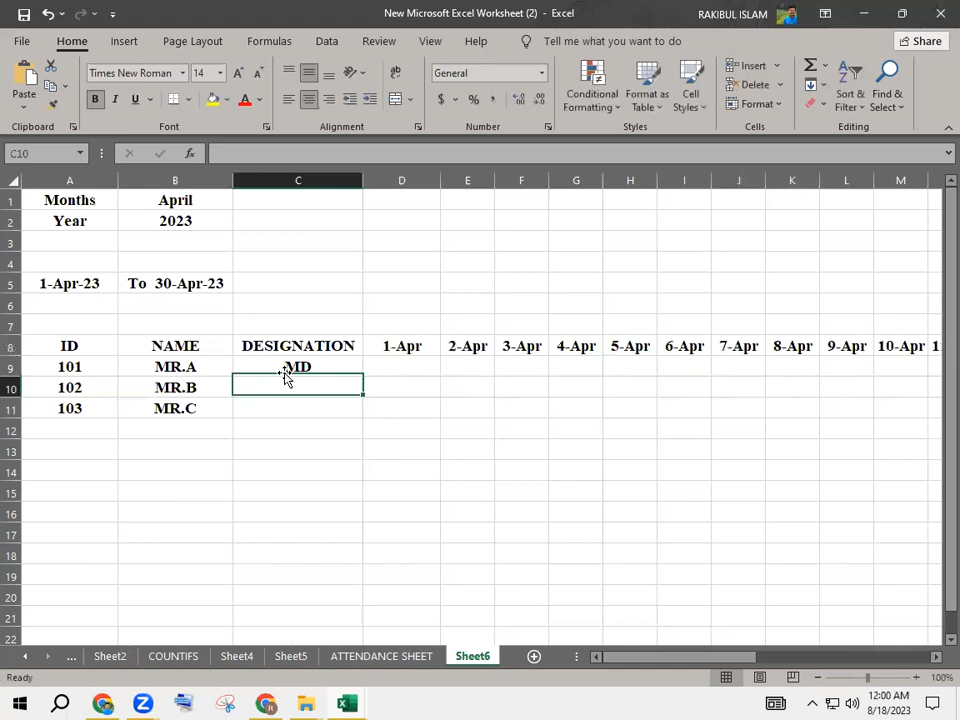 New Microsoft Excel Worksheet (2) - Excel
RAKIBUL ISLAM
File Home Insert Page Layout Formulas Data Review View Help Tell me what you want to do Share
Paste Times New Roman 14 General Conditional Formatting Format as Table Cell Styles Insert Delete Format Sort & Filter Find & Select
Clipboard Font Alignment Number Styles Cells Editing
C10 fx
A B C D E F G H I J K L M
1 Months April
2 Year 2023
3
4
5 1-Apr-23 To 30-Apr-23
6
7
8 ID NAME DESIGNATION 1-Apr 2-Apr 3-Apr 4-Apr 5-Apr 6-Apr 7-Apr 8-Apr 9-Apr 10-Apr 1
9 101 MR.A MD
10 102 MR.B
11 103 MR.C
12
13
14
15
16
17
18
19
20
21
22
... Sheet2 COUNTIFS Sheet4 Sheet5 ATTENDANCE SHEET Sheet6
Ready 100%
12:00 AM
8/18/2023